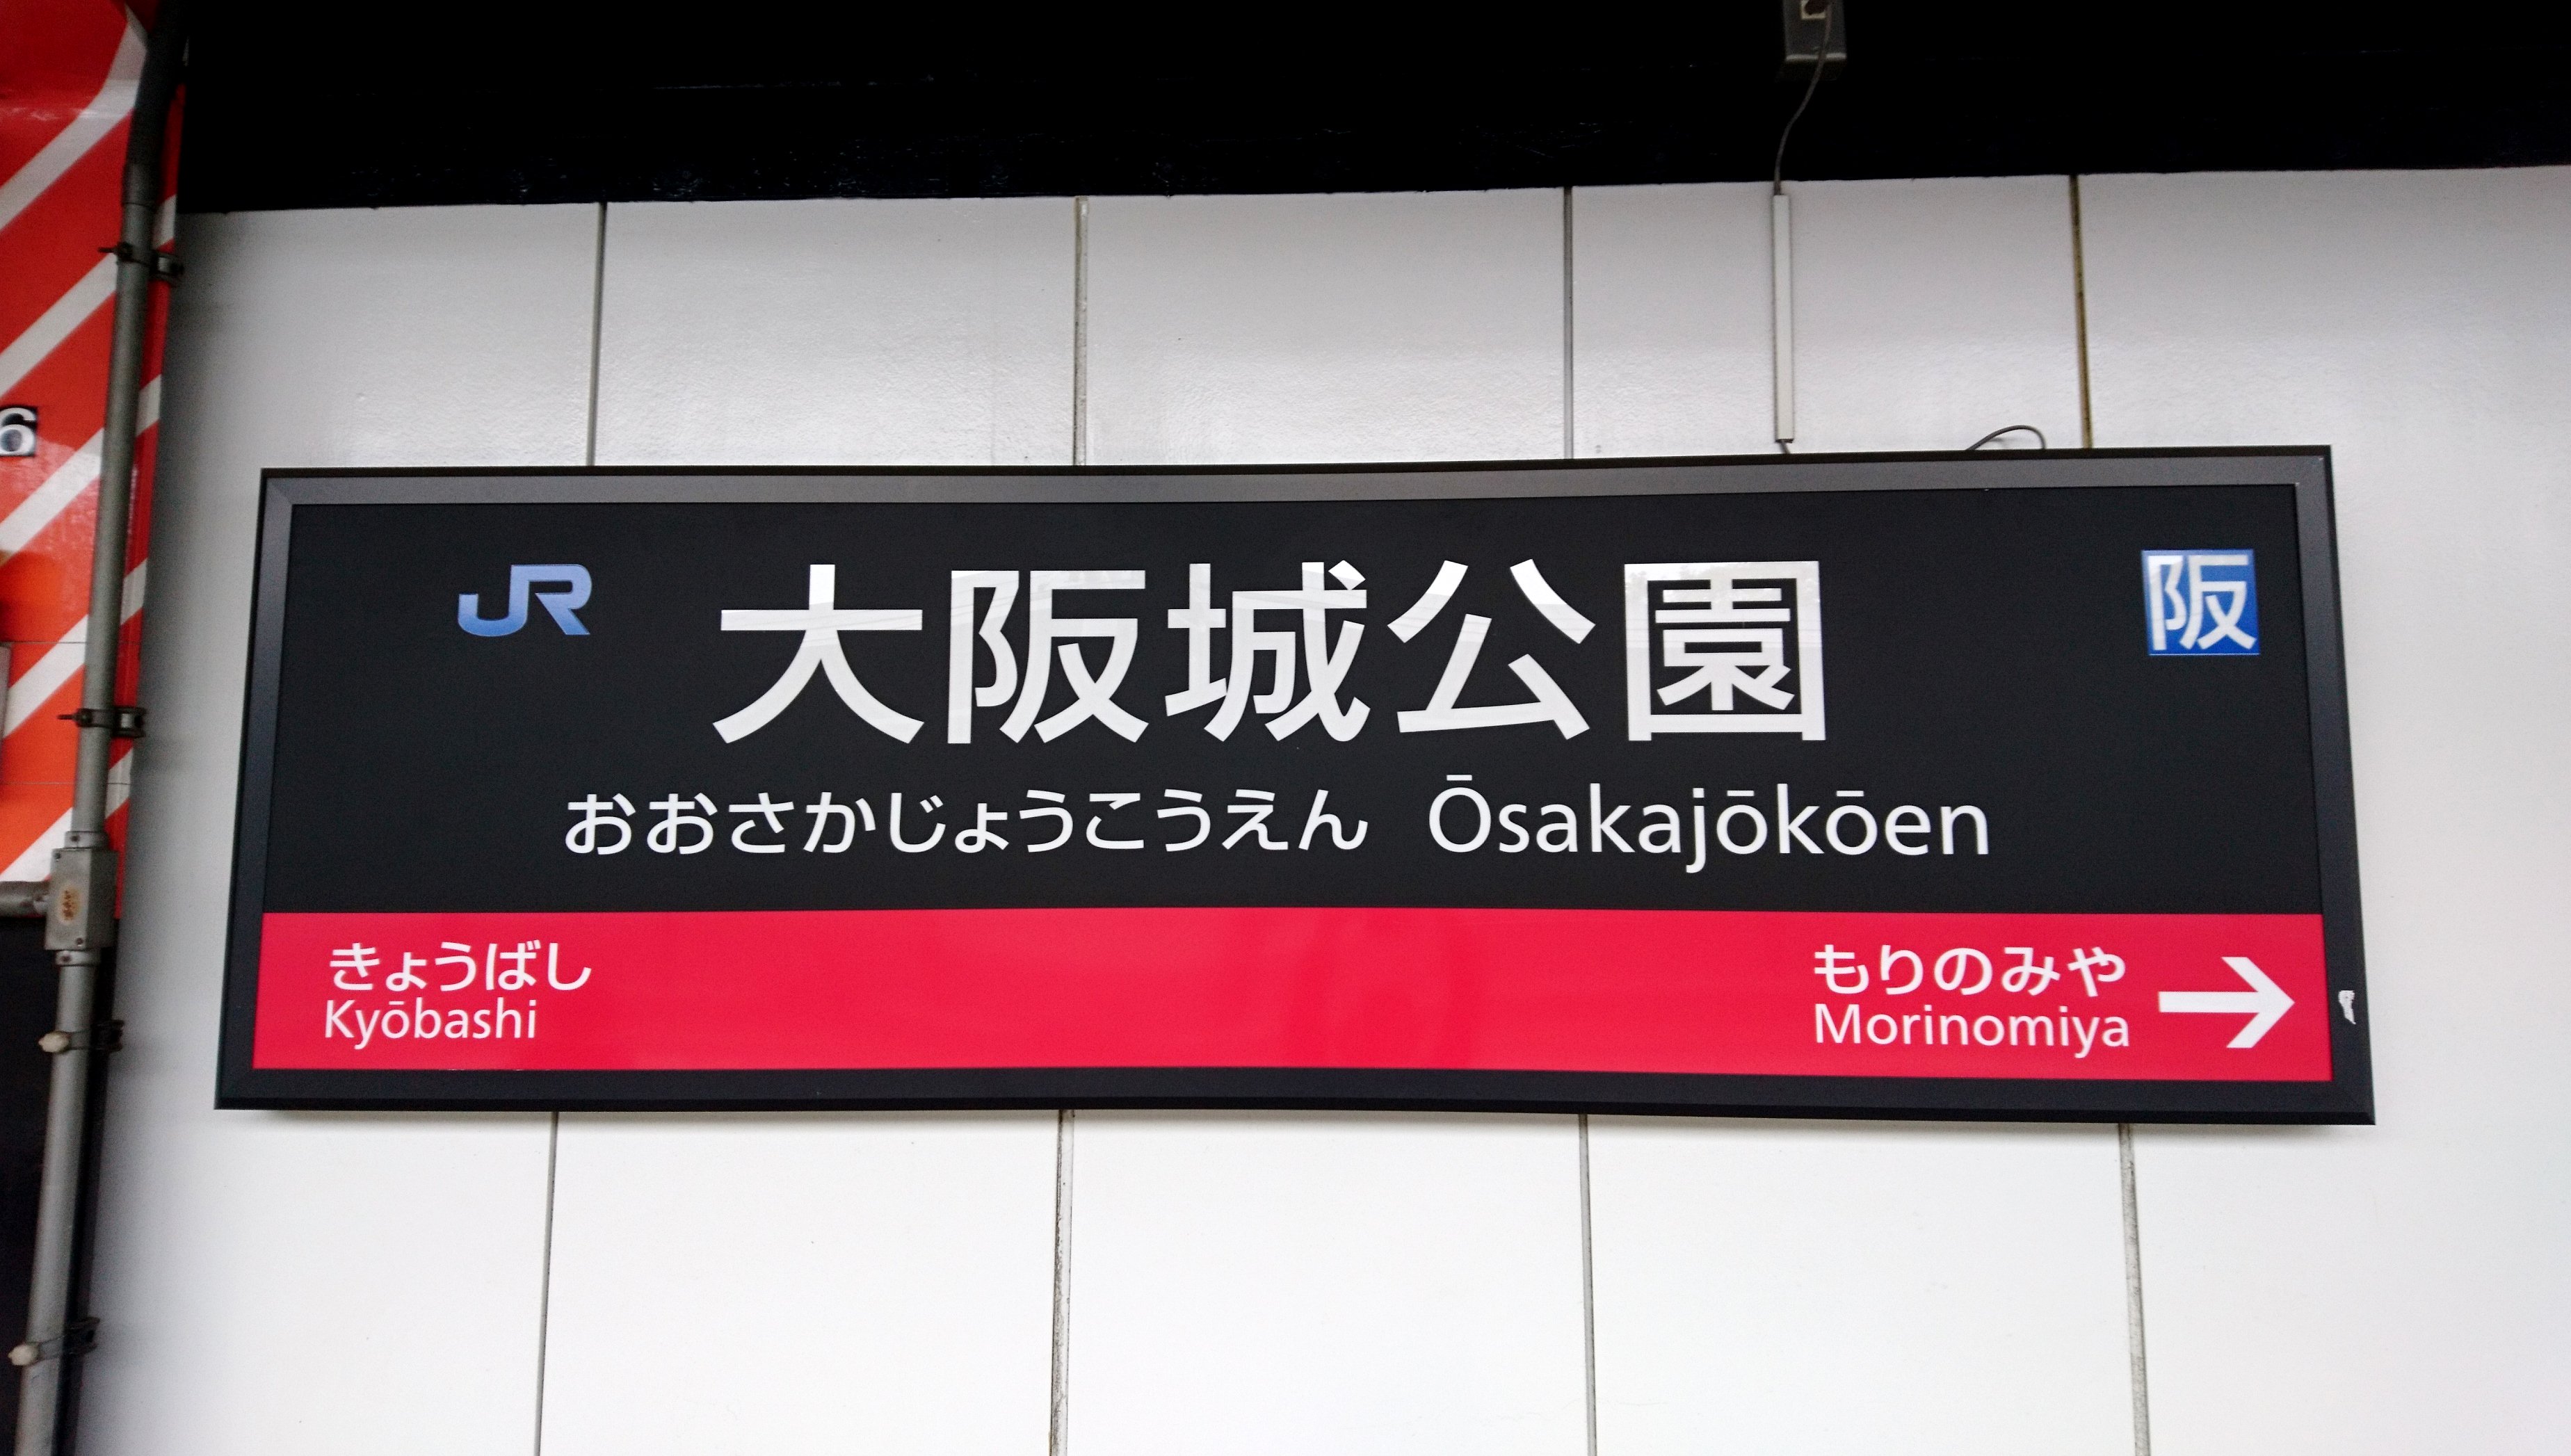 JR 大阪城公園 阪
おおさかじょうこうえん Ōsakajōkōen
きょうばし もりのみや
Kyōbashi Morinomiya →
6